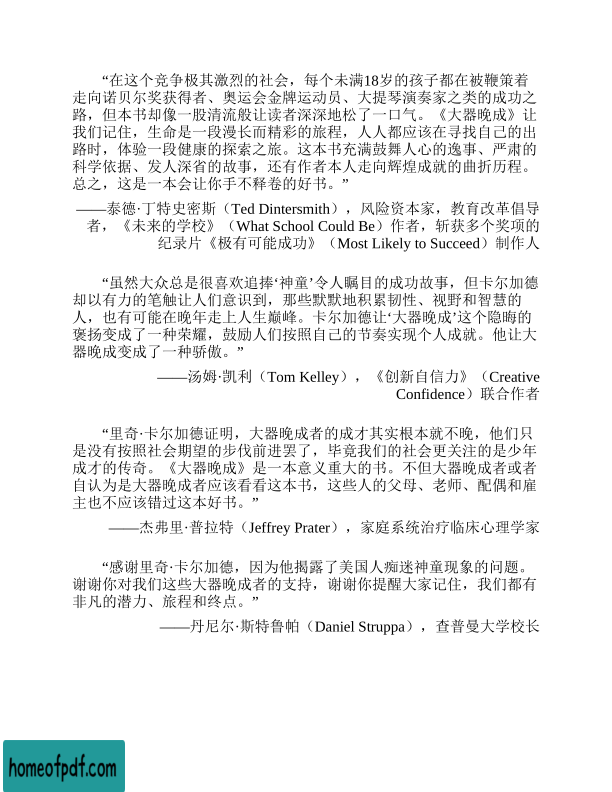 “在这个竞争极其激烈的社会，每个未满18岁的孩子都在被鞭策着
走向诺贝尔奖获得者、奥运会金牌运动员、大提琴演奏家之类的成功之
路，但本书却像一股清流般让读者深深地松了一口气。《大器晚成》让
我们记住，生命是一段漫长而精彩的旅程，人人都应该在寻找自己的出
路时，体验一段健康的探索之旅。这本书充满鼓舞人心的逸事、严肃的
科学依据、发人深省的故事，还有作者本人走向辉煌成就的曲折历程。
总之，这是一本会让你手不释卷的好书。”
——泰德·丁特史密斯（Ted Dintersmith），风险资本家，教育改革倡导
者，《未来的学校》（What School Could Be）作者，斩获多个奖项的
纪录片《极有可能成功》（Most Likely to Succeed）制作人
“虽然大众总是很喜欢追捧‘神童’令人瞩目的成功故事，但卡尔加德
却以有力的笔触让人们意识到，那些默默地积累韧性、视野和智慧的
人，也有可能在晚年走上人生巅峰。卡尔加德让‘大器晚成’这个隐晦的
褒扬变成了一种荣耀，鼓励人们按照自己的节奏实现个人成就。他让大
器晚成变成了一种骄傲。”
——汤姆·凯利（Tom Kelley），《创新自信力》（Creative
Confidence）联合作者
“里奇·卡尔加德证明，大器晚成者的成才其实根本就不晚，他们只
是没有按照社会期望的步伐前进罢了，毕竟我们的社会更关注的是少年
成才的传奇。《大器晚成》是一本意义重大的书。不但大器晚成者或者
自认为是大器晚成者应该看看这本书，这些人的父母、老师、配偶和雇
主也不应该错过这本好书。”
——杰弗里·普拉特（Jeffrey Prater），家庭系统治疗临床心理学家
“感谢里奇·卡尔加德，因为他揭露了美国人痴迷神童现象的问题。
谢谢你对我们这些大器晚成者的支持，谢谢你提醒大家记住，我们都有
非凡的潜力、旅程和终点。”
——丹尼尔·斯特鲁帕（Daniel Struppa），查普曼大学校长
homeofpdf.com